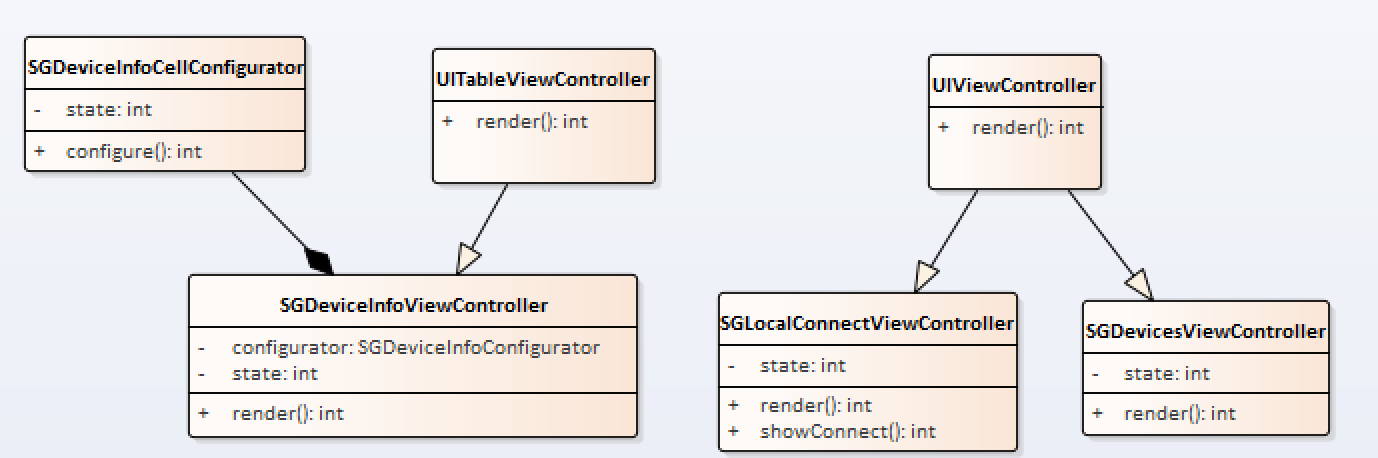 SGDeviceInfoCellConfigurator
- state: int
+ configure(): int
UITableViewController
+ render(): int
UIViewController
+ render(): int
SGDeviceInfoViewController
- configurator: SGDeviceInfoConfigurator
- state: int
+ render(): int
SGLocalConnectViewController
- state: int
+ render(): int
+ showConnect(): int
SGDevicesViewController
- state: int
+ render(): int